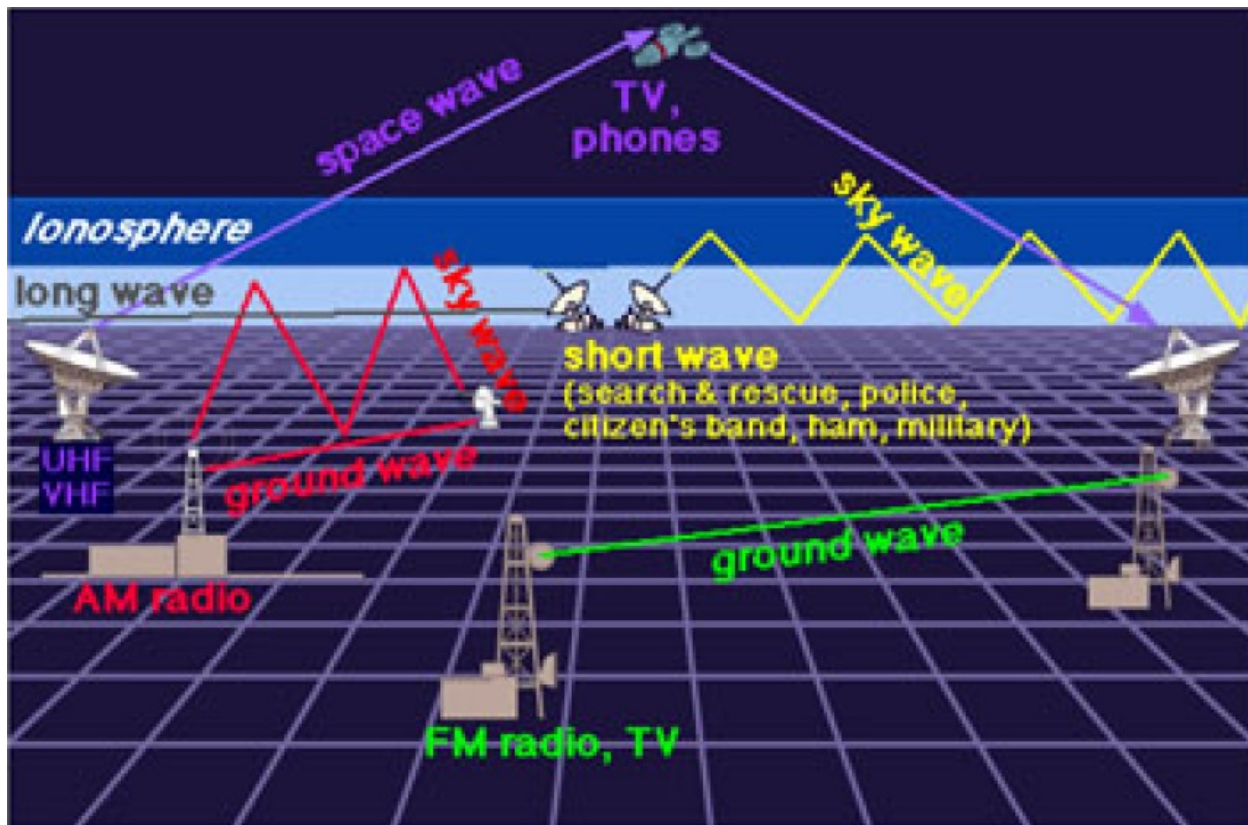 space wave
TV,
phones
sky wave
Ionosphere
sky wave
long wave
short wave
(search & rescue, police,
citizen's band, ham, military)
UHF
VHF
ground wave
ground wave
AM radio
FM radio, TV